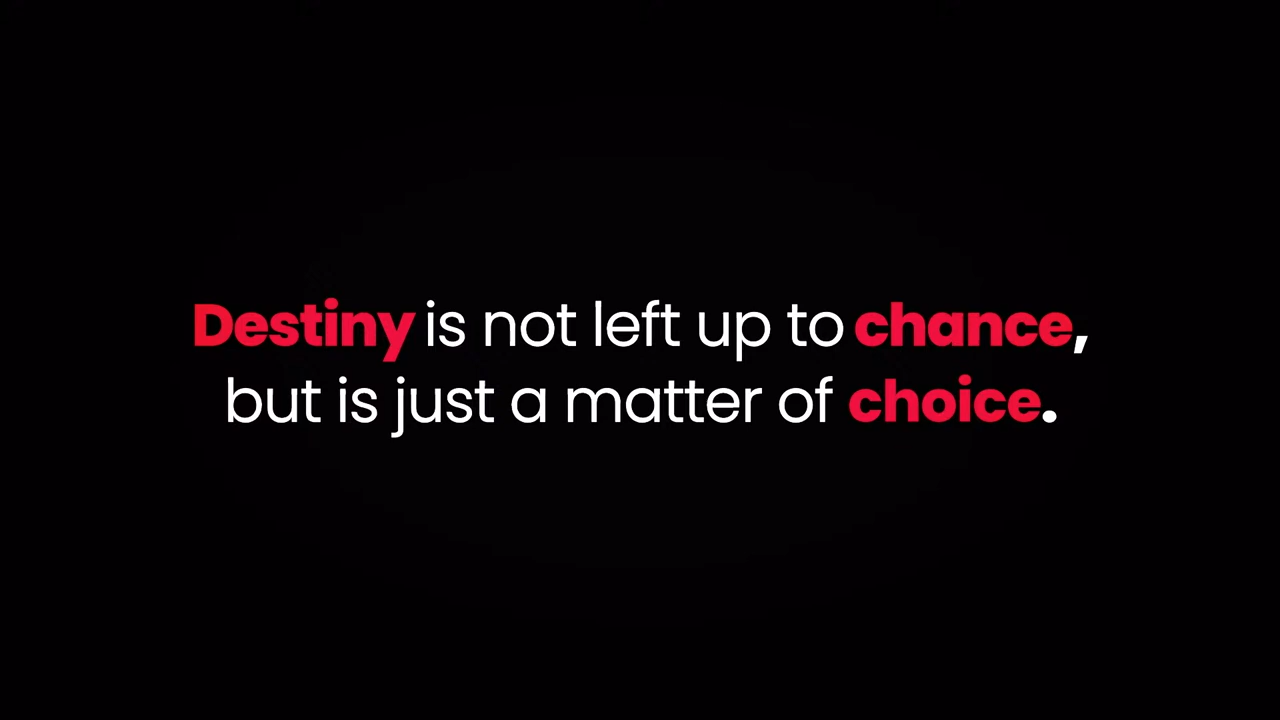 Destiny is not left up to chance,
but is just a matter of choice.